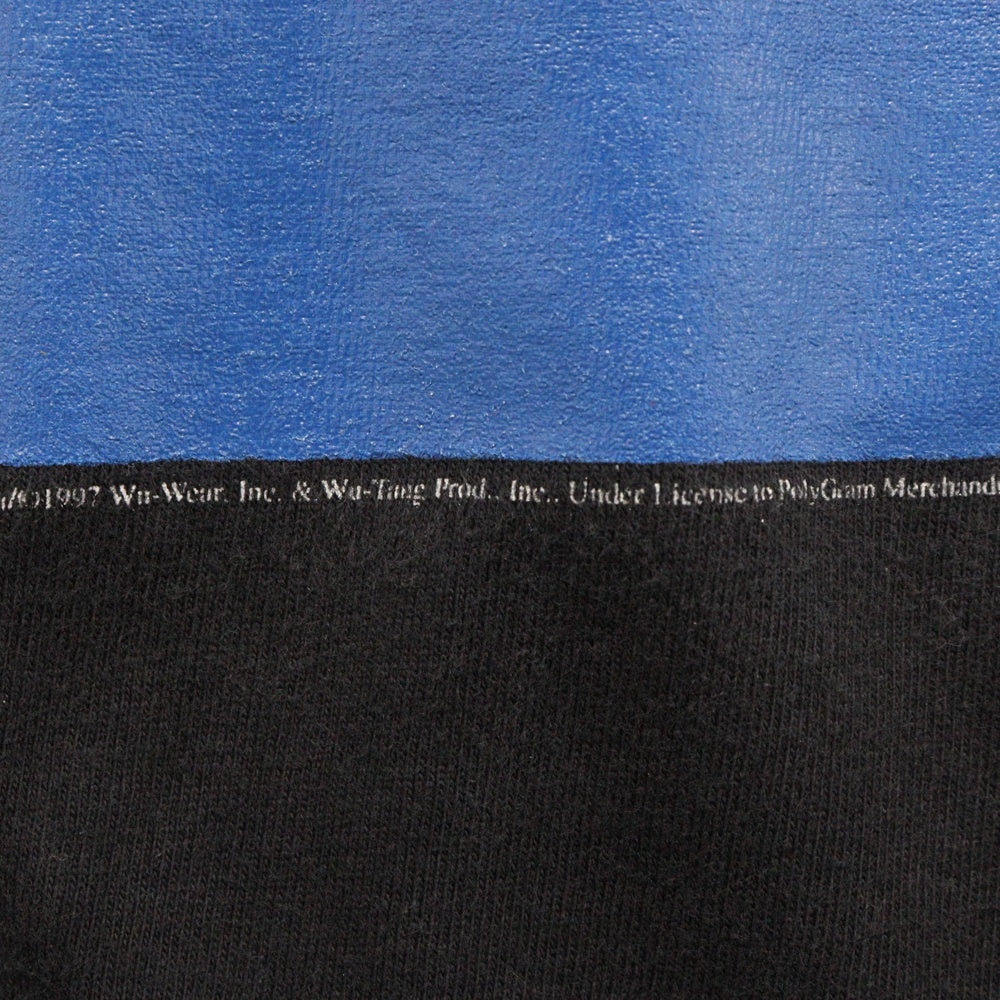 /©1997 Wu-Wear, Inc. & Wu-Tang Prod., Inc., Under License to PolyGram